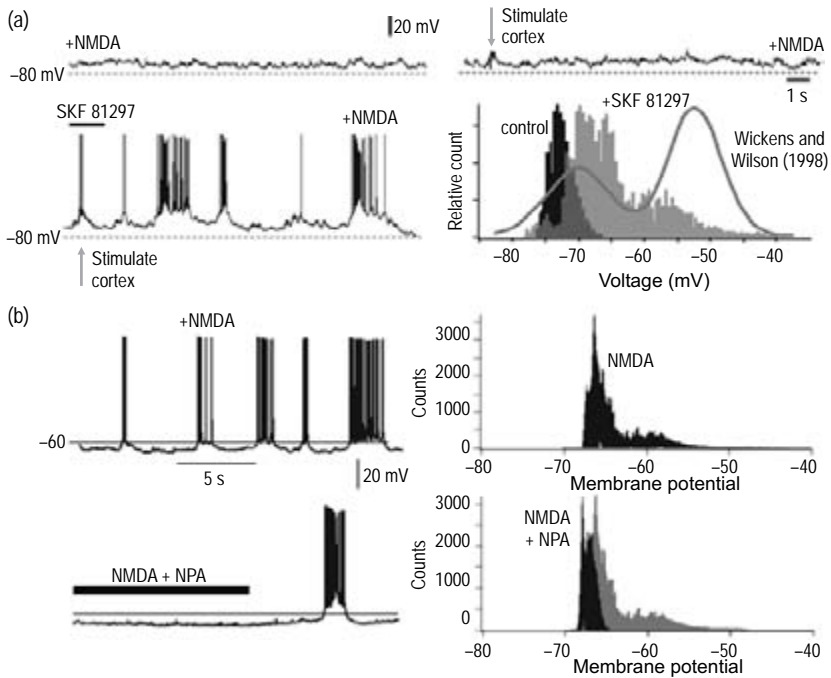 (a)
20 mV
+NMDA
–80 mV
Stimulate
cortex
+NMDA
1 s
SKF 81297
+NMDA
–80 mV
Stimulate
cortex
+SKF 81297
control
Wickens and
Wilson (1998)
Relative count
–80 –70 –60 –50 –40
Voltage (mV)
(b)
+NMDA
–60
5 s
20 mV
NMDA + NPA
3000
2000
1000
0
Counts
NMDA
–80 –70 –60 –50 –40
Membrane potential
3000
2000
1000
0
Counts
NMDA
+ NPA
–80 –70 –60 –50 –40
Membrane potential